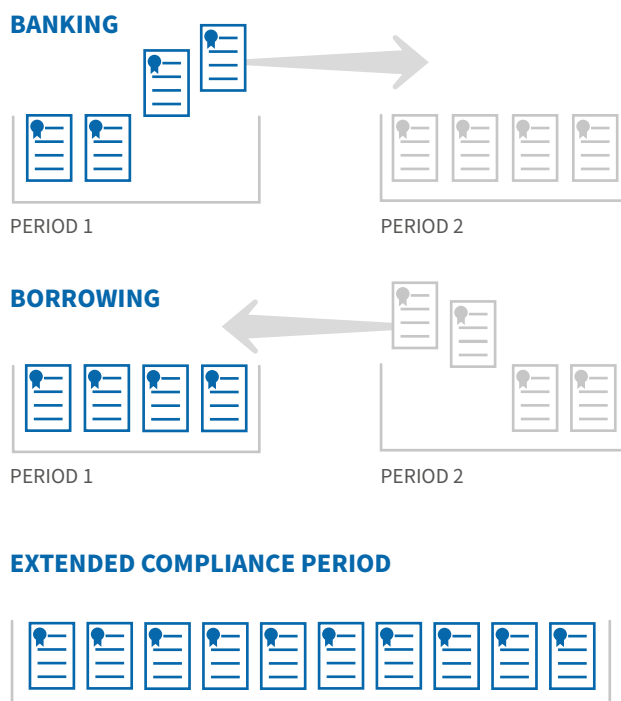 BANKING
PERIOD 1
PERIOD 2
BORROWING
PERIOD 1
PERIOD 2
EXTENDED COMPLIANCE PERIOD